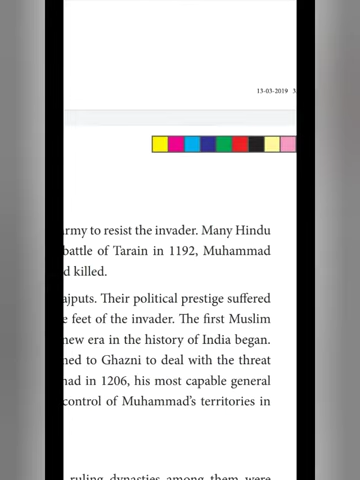 13-03-2019
army to resist the invader. Many Hindu
battle of Tarain in 1192, Muhammad
d killed.
ajputs. Their political prestige suffered
e feet of the invader. The first Muslim
new era in the history of India began.
ned to Ghazni to deal with the threat
mad in 1206, his most capable general
control of Muhammad's territories in
ruling dynasties among them were